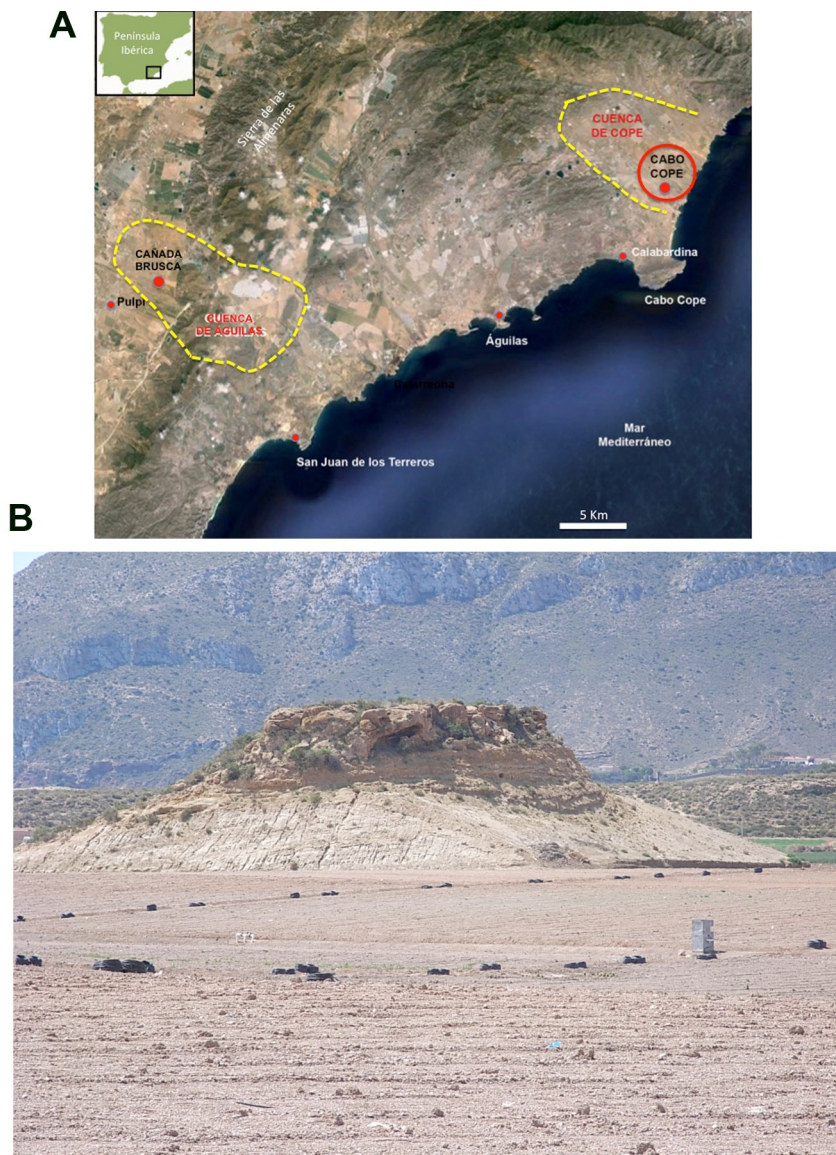 A
Península
Ibérica
Sierra de las
Almenaras
CUENCA
DE COPE
CABO
COPE
CAÑADA
BRUSCA
Calabardina
Pulpí
Cabo Cope
CUENCA
DE ÁGUILAS
Águilas
Calarreona
Mar
Mediterráneo
San Juan de los Terreros
5 Km
B